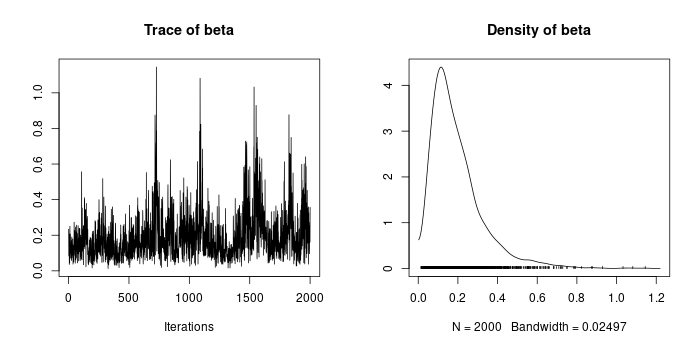 Trace of beta
0.0 0.2 0.4 0.6 0.8 1.0
0 500 1000 1500 2000
Iterations
Density of beta
0 1 2 3 4
0.0 0.2 0.4 0.6 0.8 1.0 1.2
N = 2000 Bandwidth = 0.02497